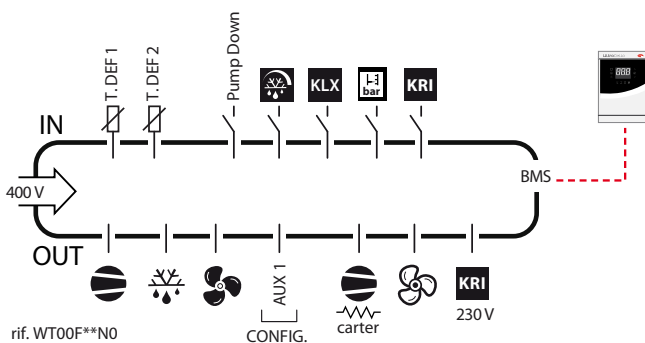 T. DEF 1
T. DEF 2
Pump Down
KLX
bar
KRI
IN
400 V
BMS
OUT
AUX 1
KRI
230 V
carter
CONFIG.
rif. WT00F**N0